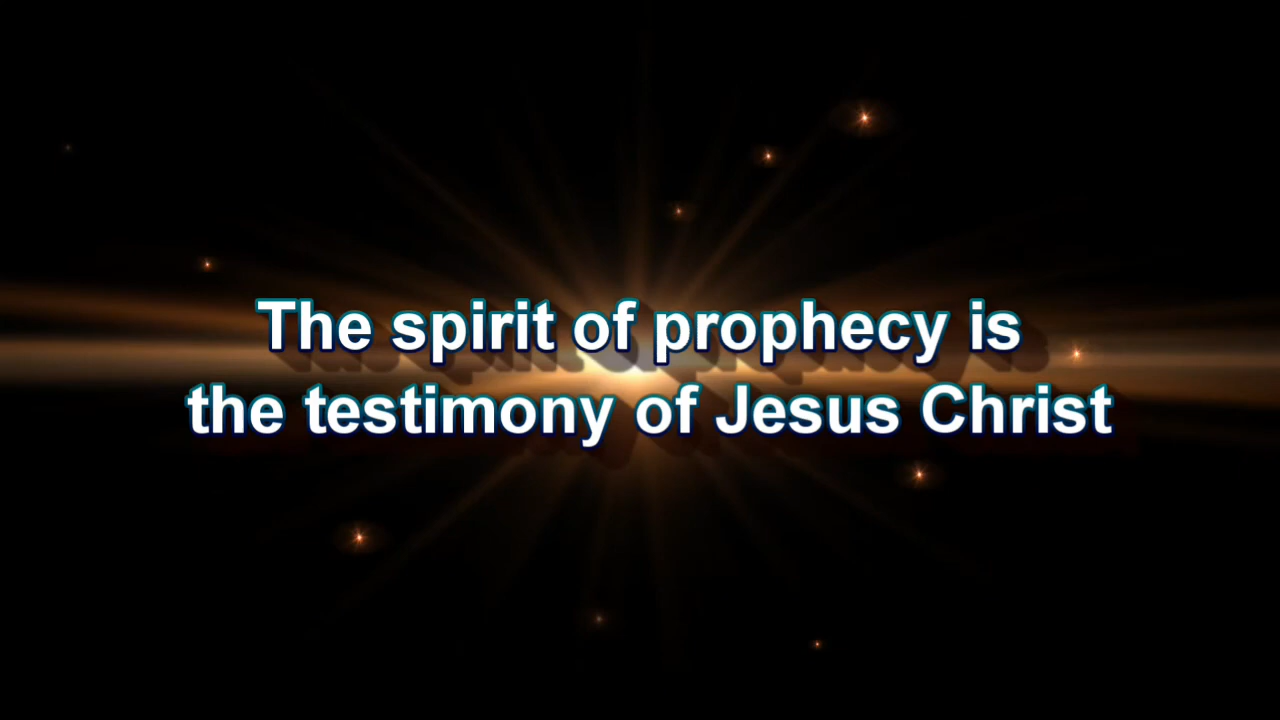 The spirit of prophecy is
the testimony of Jesus Christ